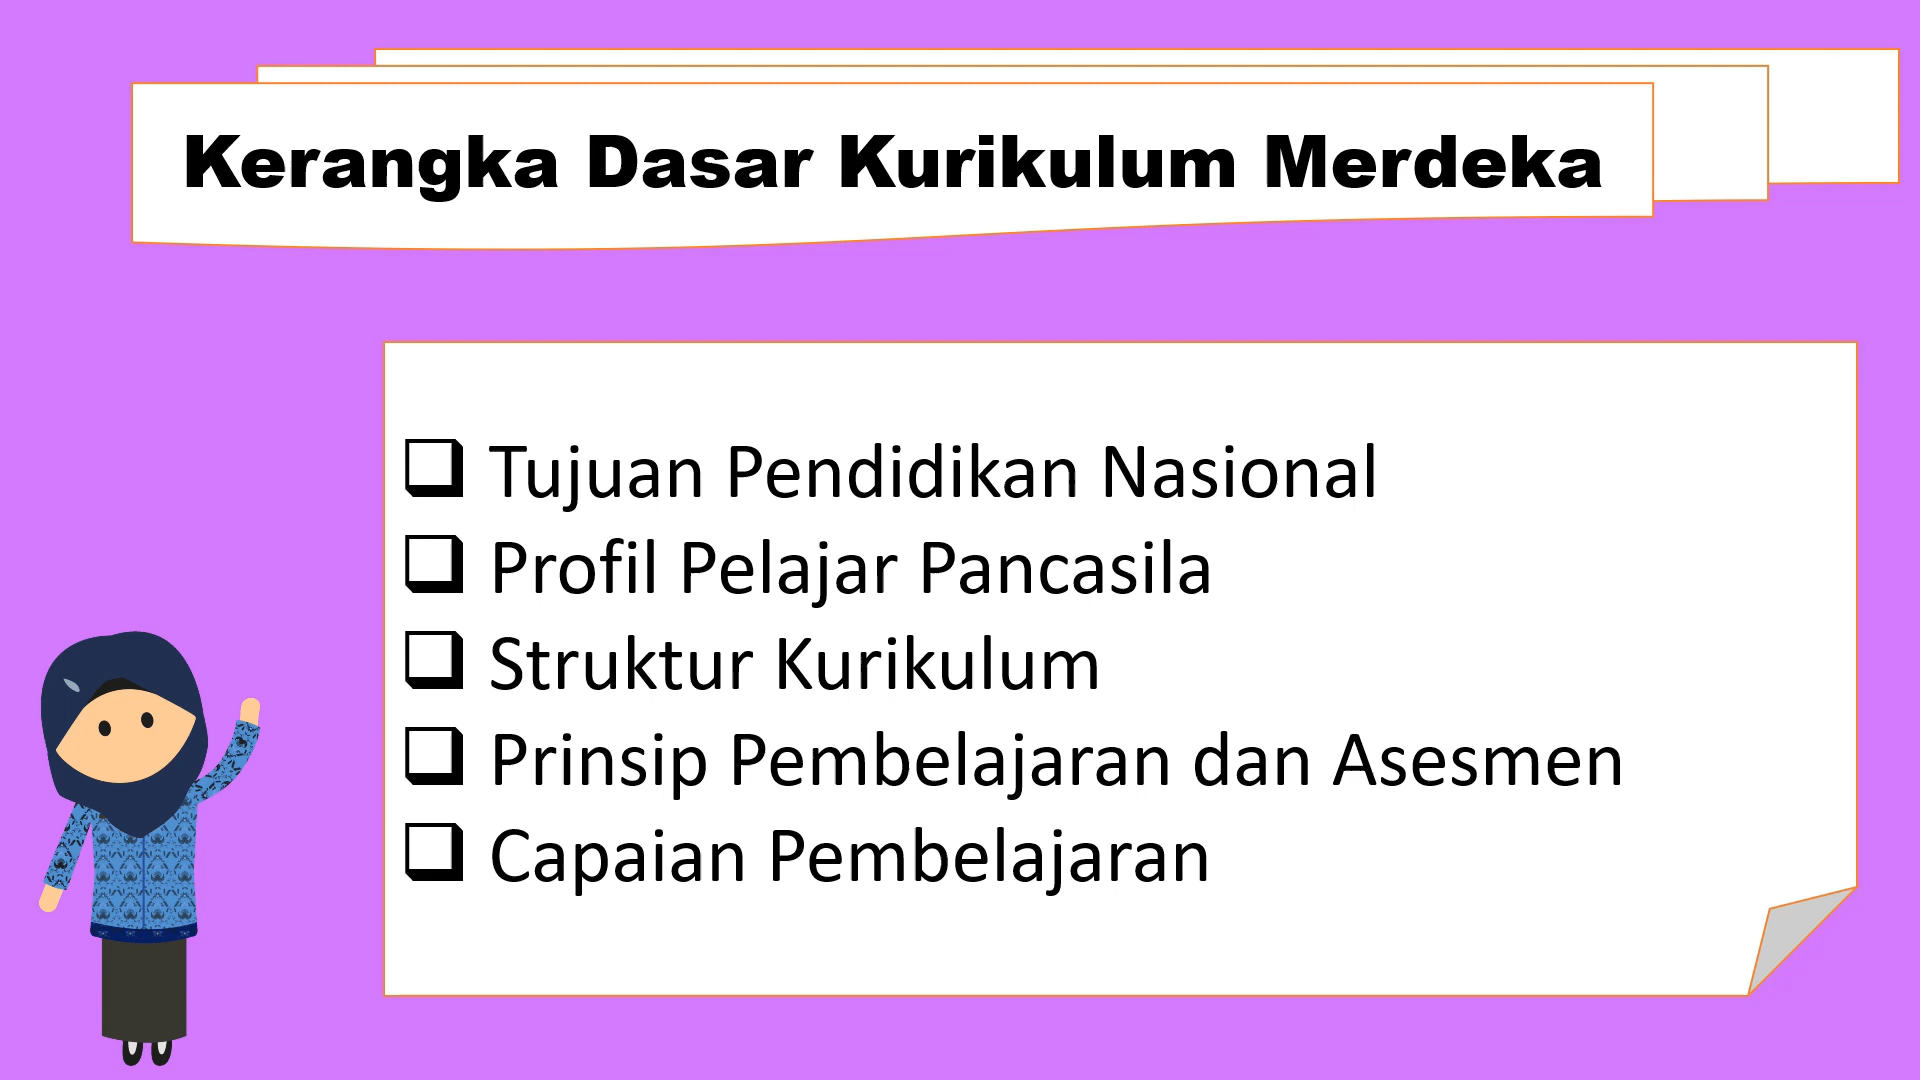 Kerangka Dasar Kurikulum Merdeka
Tujuan Pendidikan Nasional
Profil Pelajar Pancasila
Struktur Kurikulum
Prinsip Pembelajaran dan Asesmen
Capaian Pembelajaran